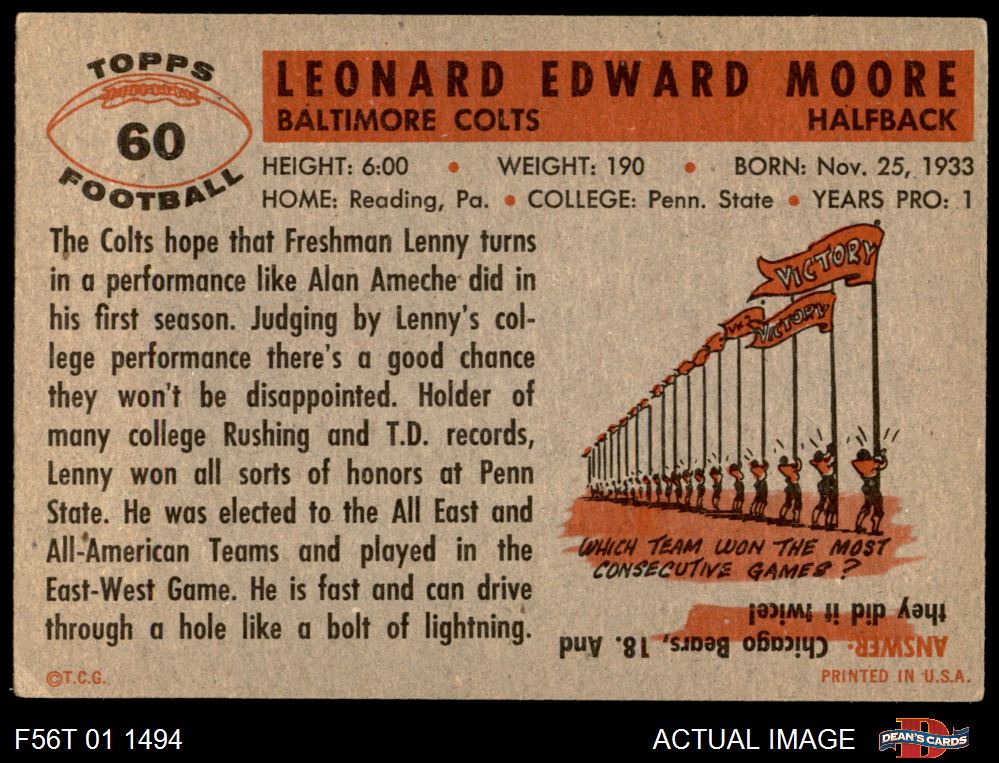 TOPPS
60
FOOTBALL
LEONARD EDWARD MOORE
BALTIMORE COLTS HALFBACK
HEIGHT: 6:00 • WEIGHT: 190 • BORN: Nov. 25, 1933
HOME: Reading, Pa. • COLLEGE: Penn. State • YEARS PRO: 1
The Colts hope that Freshman Lenny turns
in a performance like Alan Ameche did in
his first season. Judging by Lenny's col-
lege performance there's a good chance
they won't be disappointed. Holder of
many college Rushing and T.D. records,
Lenny won all sorts of honors at Penn
State. He was elected to the All East and
All-American Teams and played in the
East-West Game. He is fast and can drive
through a hole like a bolt of lightning.
VICTORY
VICTORY
VIC
WHICH TEAM WON THE MOST
CONSECUTIVE GAMES?
ANSWER: Chicago Bears, 18. And
they did it twice!
©T.C.G.
PRINTED IN U.S.A.
F56T 01 1494
ACTUAL IMAGE
DEAN'S CARDS